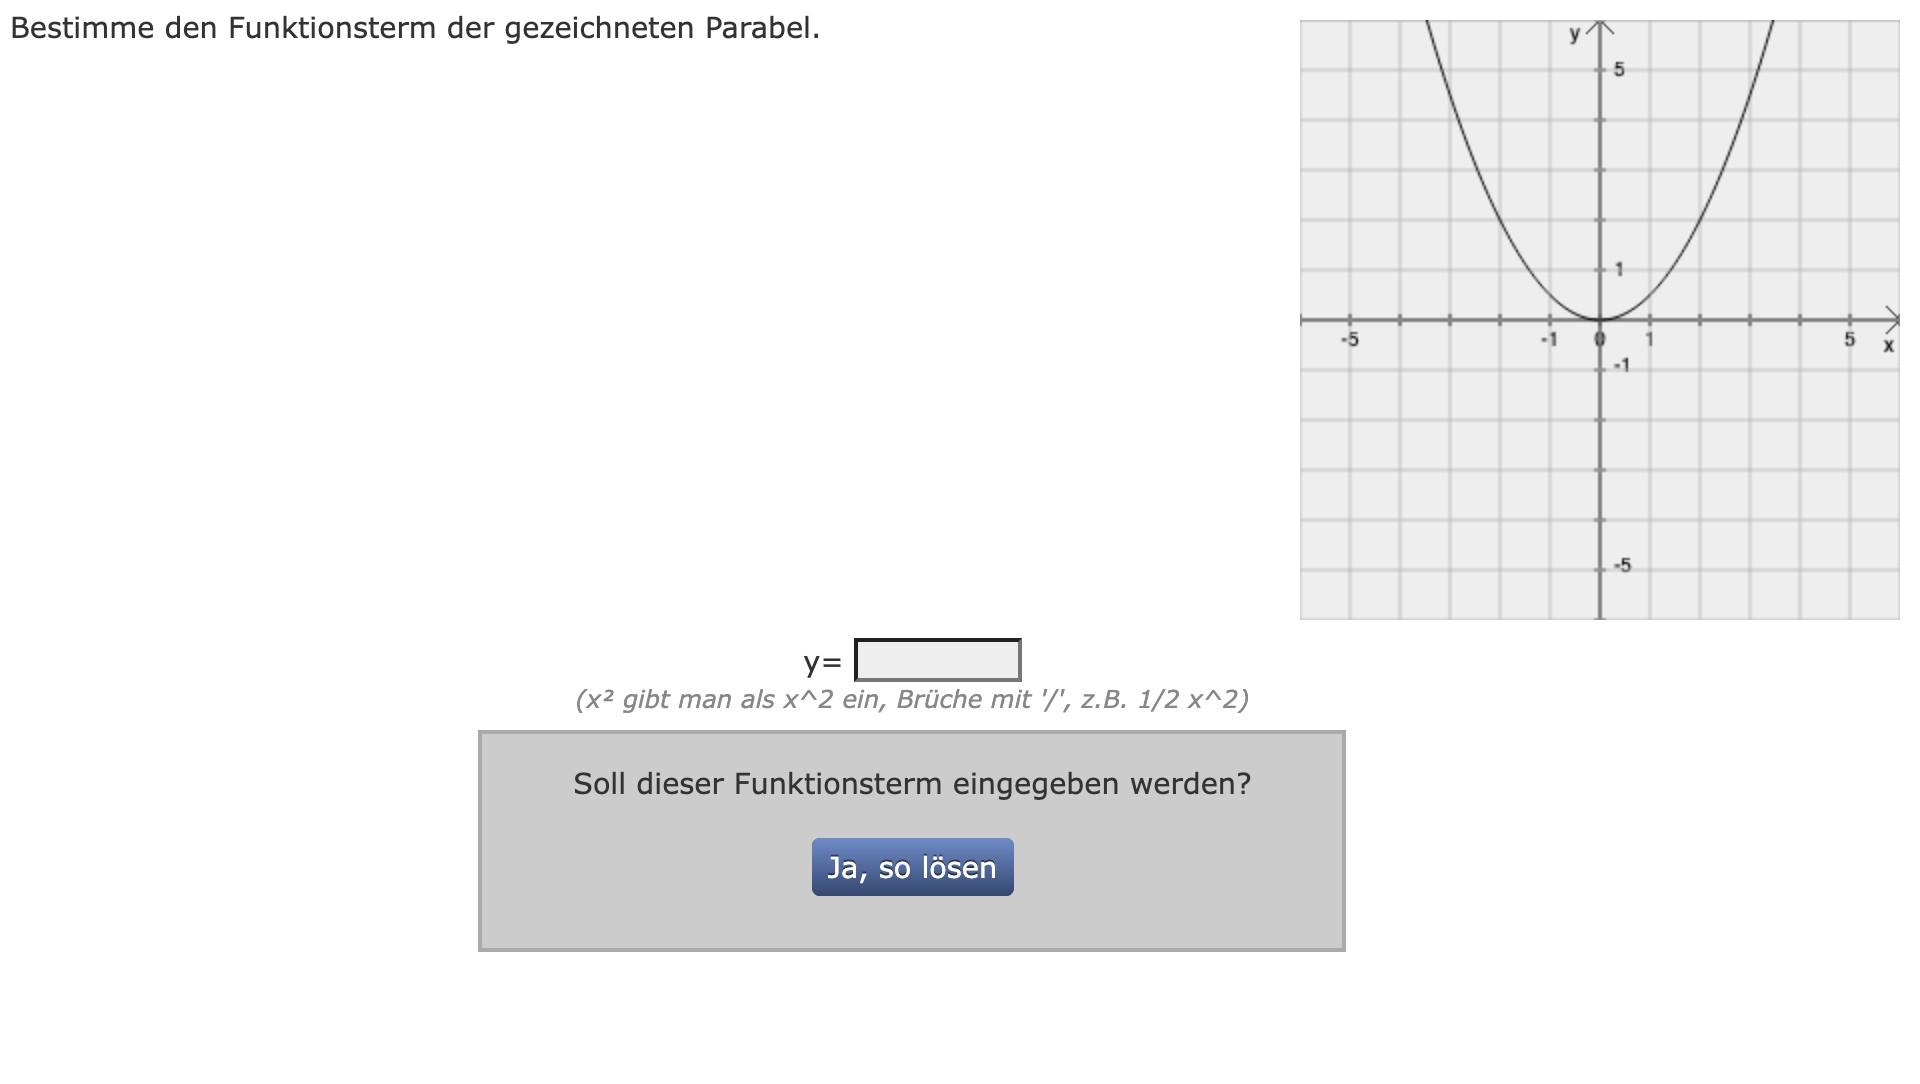 Bestimme den Funktionsterm der gezeichneten Parabel.
y
5
1
-5 -1 0 1 5 x
-1
-5
y=
(x² gibt man als x^2 ein, Brüche mit '/', z.B. 1/2 x^2)
Soll dieser Funktionsterm eingegeben werden?
Ja, so lösen